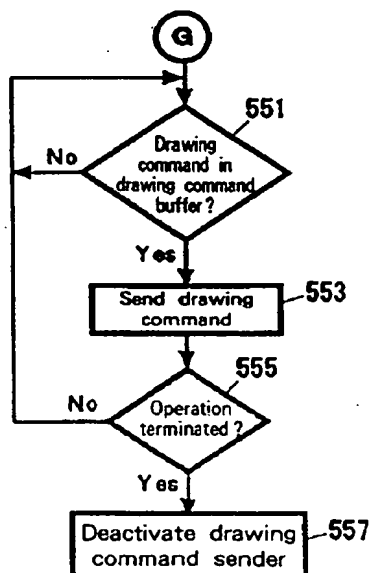 G
551
Drawing
command in
drawing command
buffer?
No
Yes
Send drawing
command
553
555
Operation
terminated?
No
Yes
Deactivate drawing
command sender
557